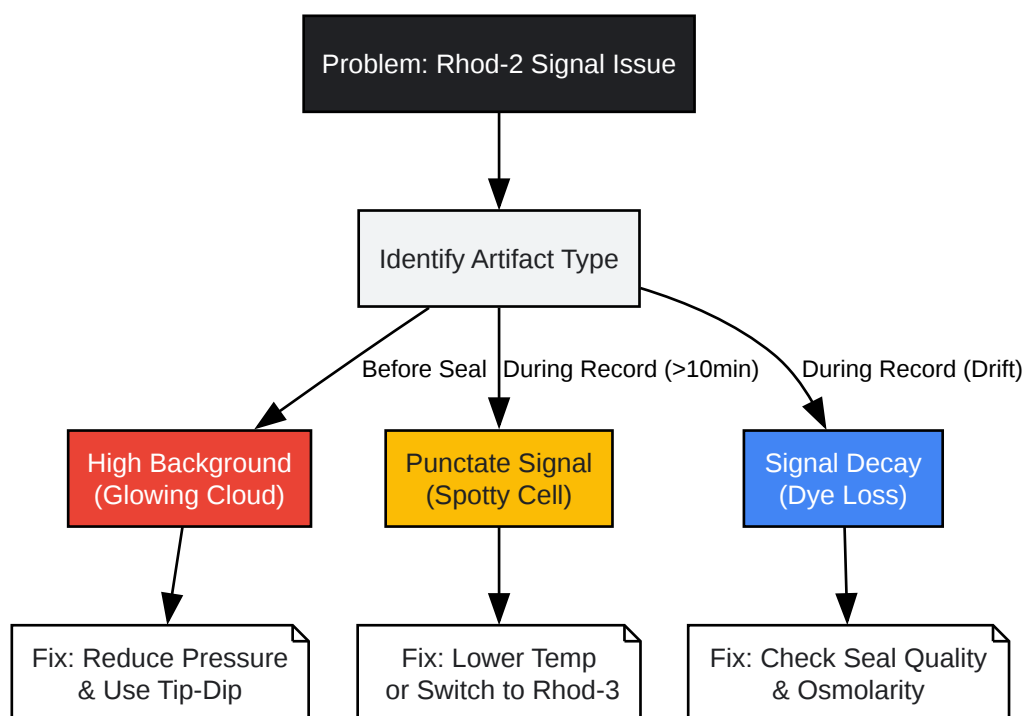 Problem: Rhod-2 Signal Issue
Identify Artifact Type
Before Seal
During Record (>10min)
During Record (Drift)
High Background
(Glowing Cloud)
Punctate Signal
(Spotty Cell)
Signal Decay
(Dye Loss)
Fix: Reduce Pressure
& Use Tip-Dip
Fix: Lower Temp
or Switch to Rhod-3
Fix: Check Seal Quality
& Osmolarity